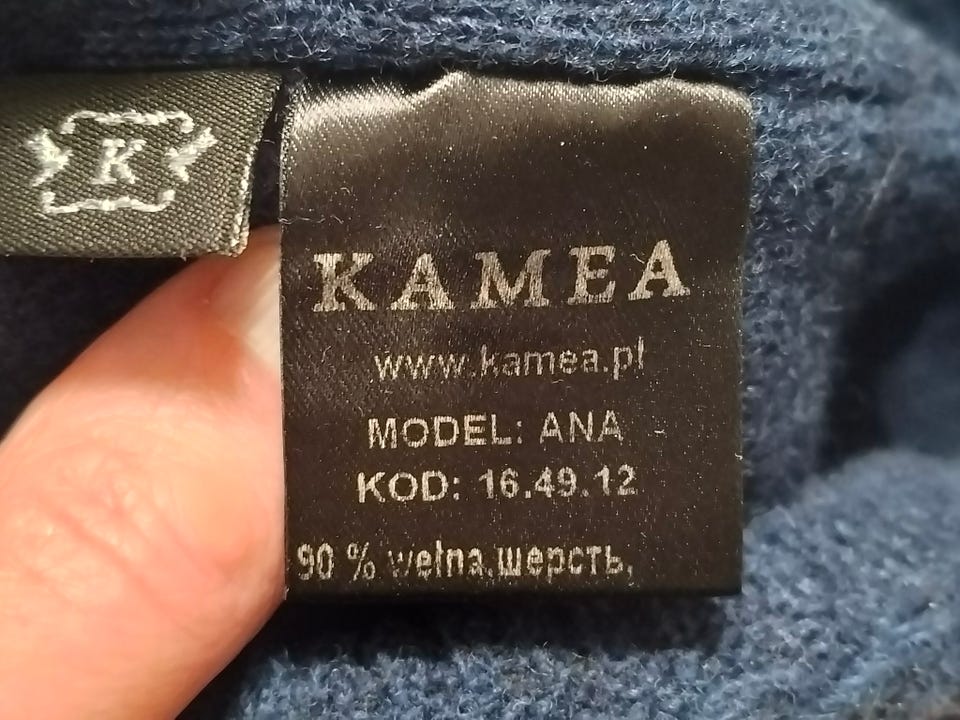 K
KAMEA
www.kamea.pl
MODEL: ANA
KOD: 16.49.12
90 % wełna,шерсть,